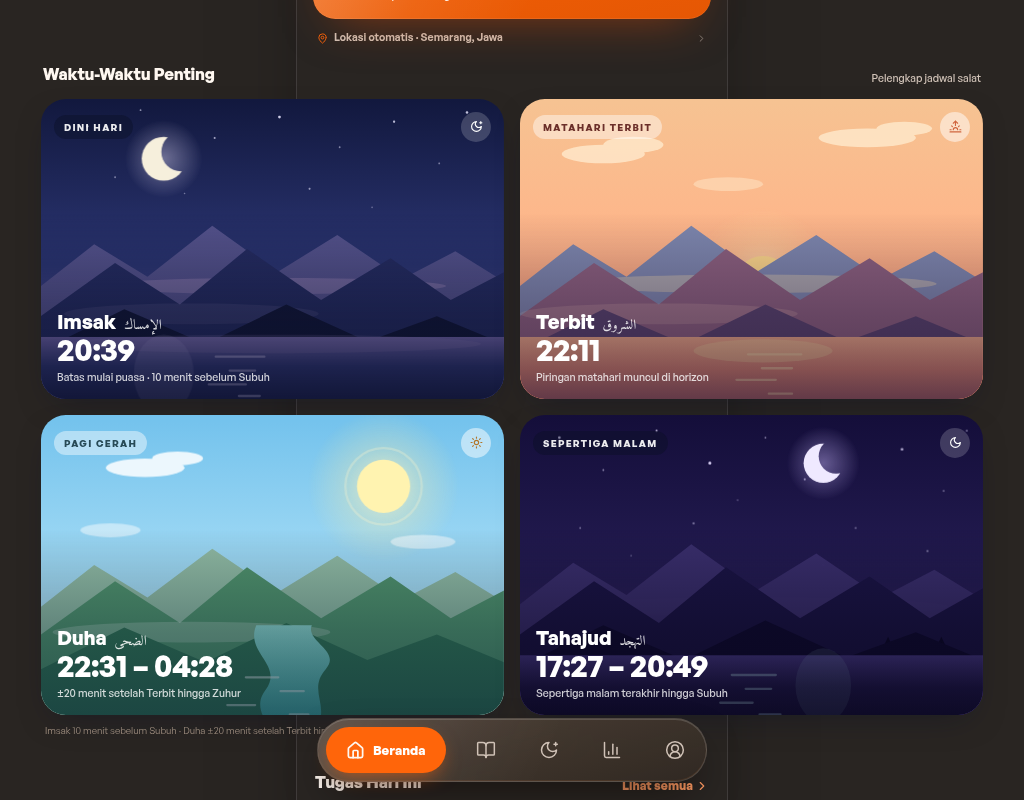 Lokasi otomatis · Semarang, Jawa
Waktu-Waktu Penting
Pelengkap jadwal salat
DINI HARI
Imsak الإمساك
20:39
Batas mulai puasa · 10 menit sebelum Subuh
MATAHARI TERBIT
Terbit الشروق
22:11
Piringan matahari muncul di horizon
PAGI CERAH
Duha الضحى
22:31 – 04:28
±20 menit setelah Terbit hingga Zuhur
SEPERTIGA MALAM
Tahajud التهجد
17:27 – 20:49
Sepertiga malam terakhir hingga Subuh
Imsak 10 menit sebelum Subuh · Duha ±20 menit setelah Terbit
Beranda
Tugas Hari Ini
Lihat semua